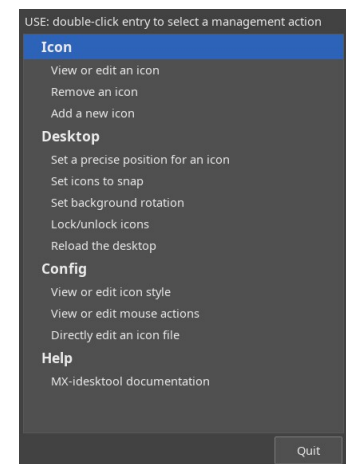 USE: double-click entry to select a management action
Icon
View or edit an icon
Remove an icon
Add a new icon
Desktop
Set a precise position for an icon
Set icons to snap
Set background rotation
Lock/unlock icons
Reload the desktop
Config
View or edit icon style
View or edit mouse actions
Directly edit an icon file
Help
MX-idesktool documentation
Quit